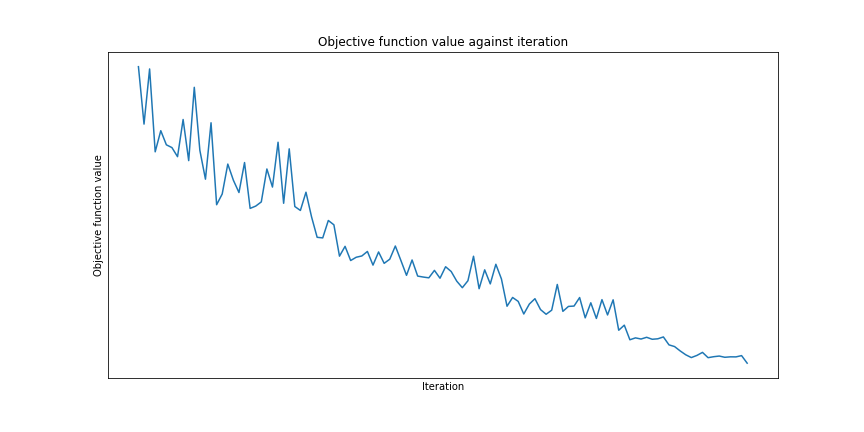 Objective function value against iteration
Objective function value
Iteration